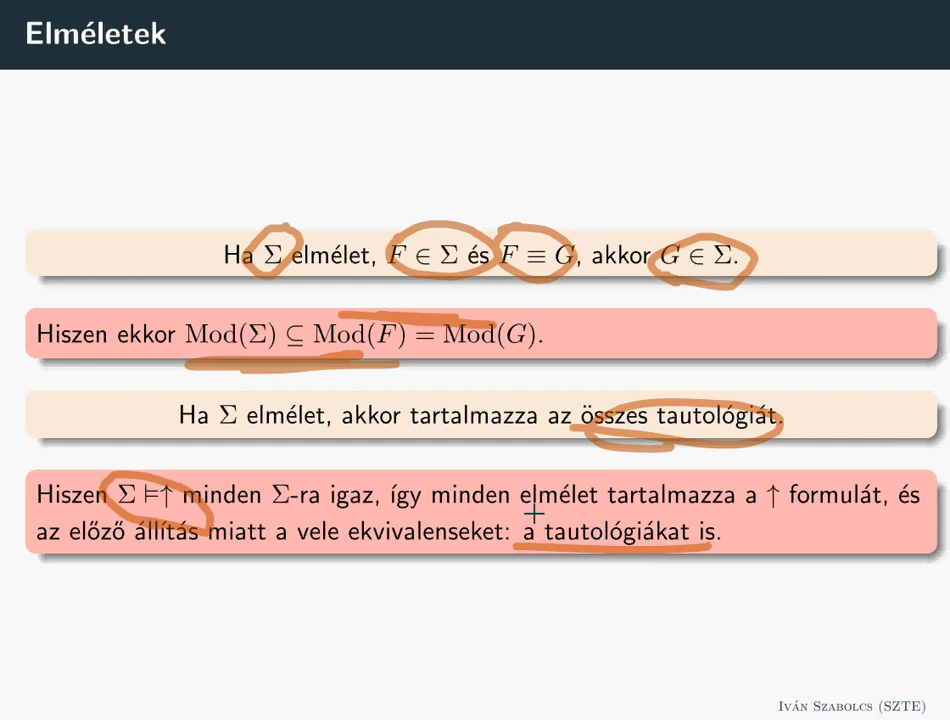 Elméletek
Ha Σ elmélet, F ∈ Σ és F ≡ G, akkor G ∈ Σ.
Hiszen ekkor Mod(Σ) ⊆ Mod(F) = Mod(G).
Ha Σ elmélet, akkor tartalmazza az összes tautológiát.
Hiszen Σ ⊨↑ minden Σ-ra igaz, így minden elmélet tartalmazza a ↑ formulát, és
az előző állítás miatt a vele ekvivalenseket: a tautológiákat is.
Iván Szabolcs (SZTE)